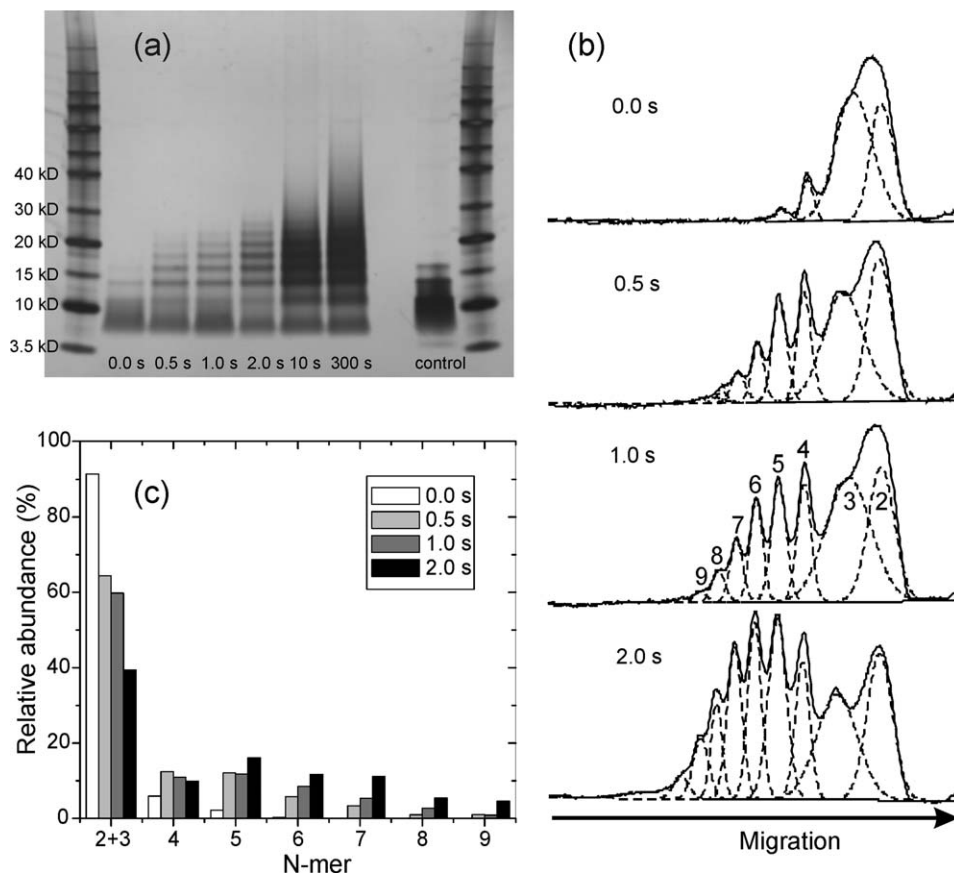 (a)
40 kD
30 kD
20 kD
15 kD
10 kD
3.5 kD
0.0 s 0.5 s 1.0 s 2.0 s 10 s 300 s control
(b)
0.0 s
0.5 s
1.0 s
9 8 7 6 5 4 3 2
2.0 s
Migration
(c)
Relative abundance (%)
100
80
60
40
20
0
0.0 s
0.5 s
1.0 s
2.0 s
2+3 4 5 6 7 8 9
N-mer